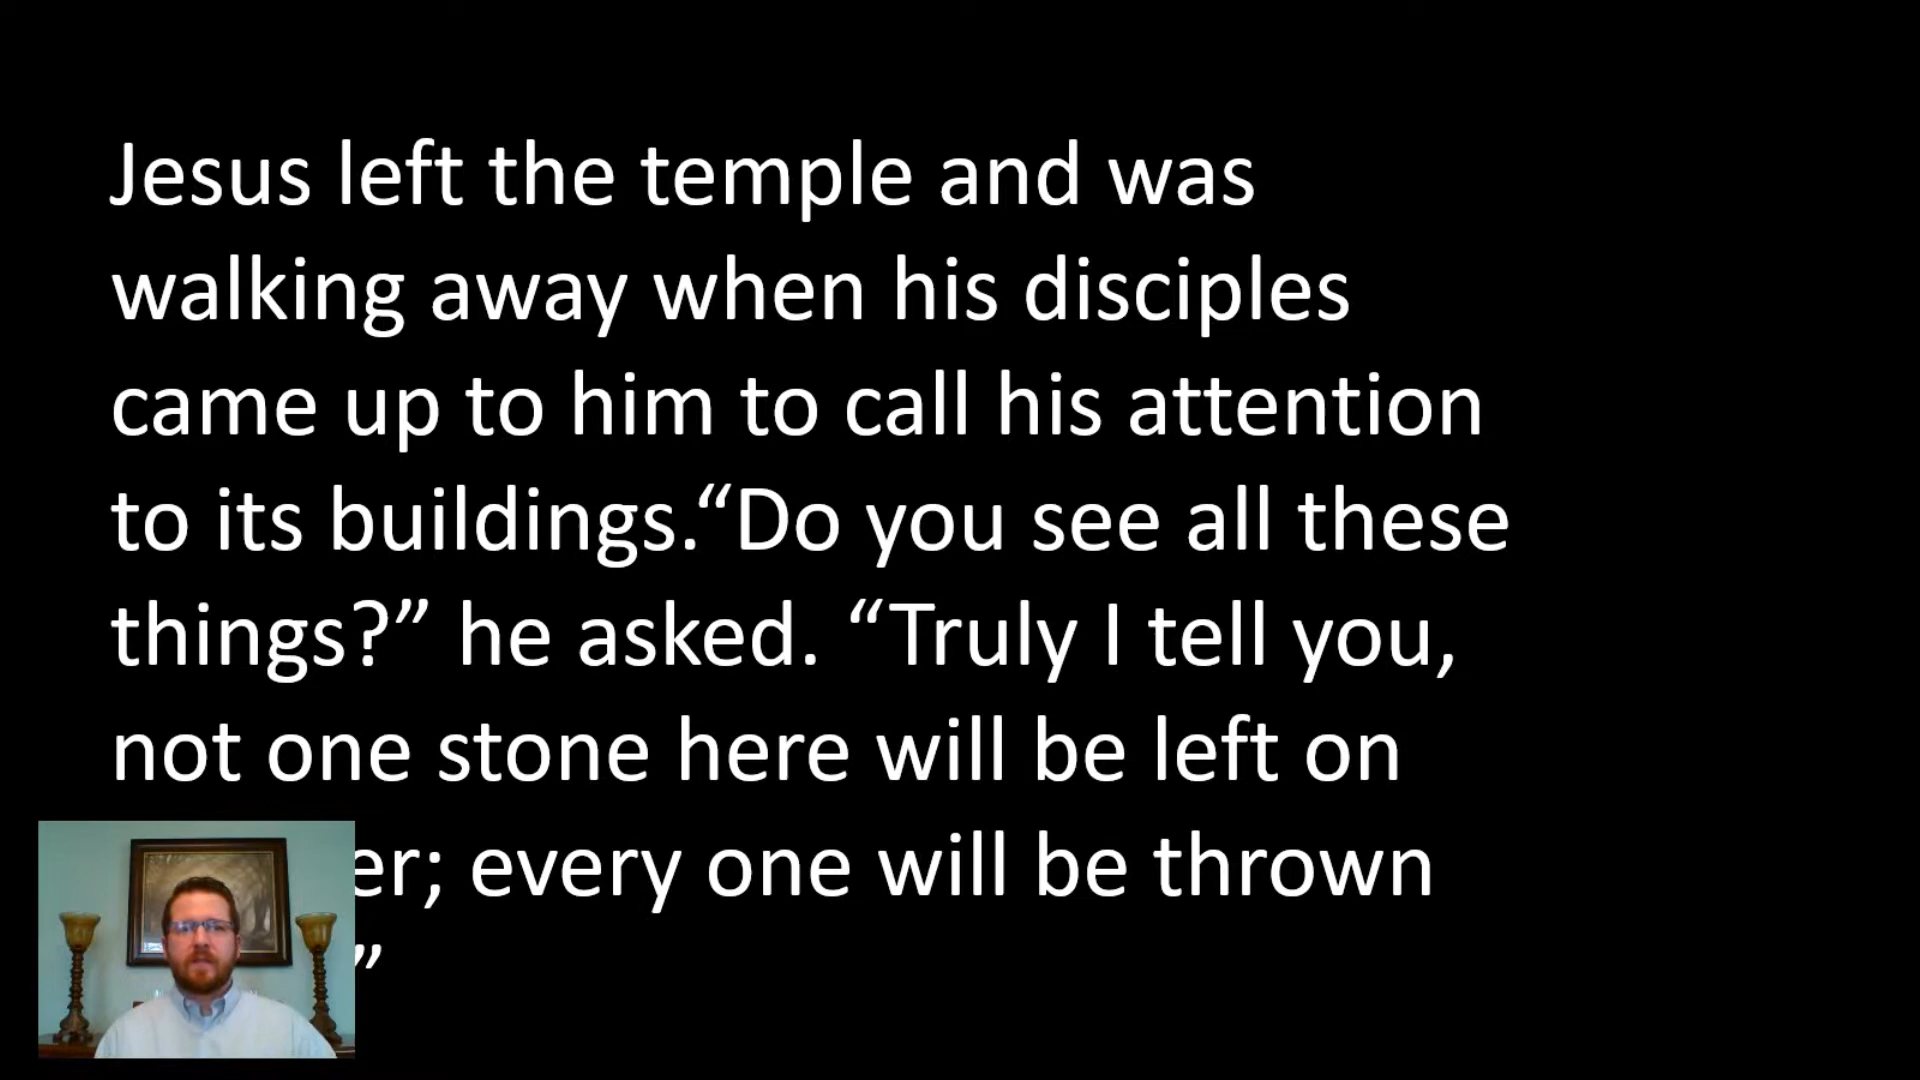 Jesus left the temple and was
walking away when his disciples
came up to him to call his attention
to its buildings.“Do you see all these
things?” he asked. “Truly I tell you,
not one stone here will be left on
er; every one will be thrown
”